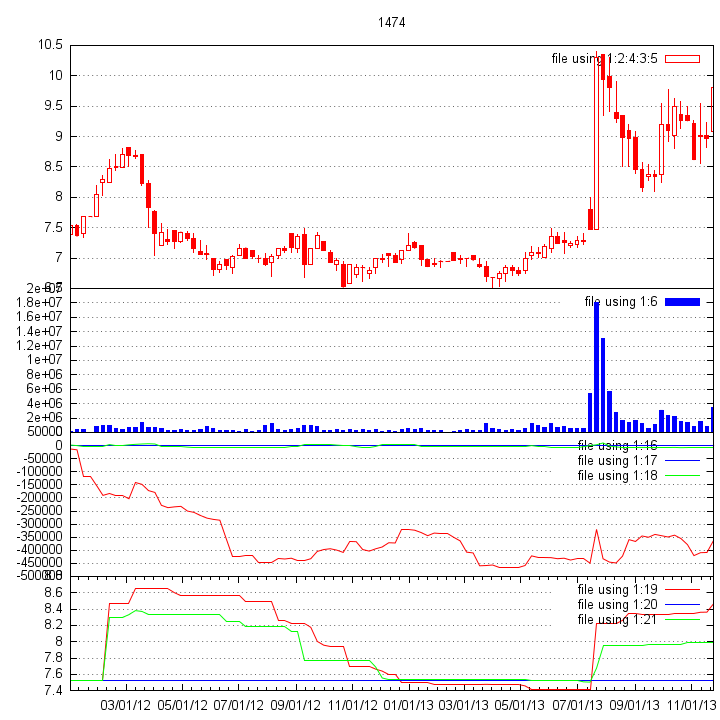 1474
10.5
file using 1:2:4:3:5
10
9.5
9
8.5
8
7.5
7
file using 1:6
1.8e+07
1.6e+07
1.4e+07
1.2e+07
1e+07
8e+06
6e+06
4e+06
2e+06
50000
0
file using 1:16
-50000
file using 1:17
-100000
file using 1:18
-150000
-200000
-250000
-300000
-350000
-400000
-450000
8.6
file using 1:19
8.4
file using 1:20
8.2
file using 1:21
8
7.8
7.6
7.4
03/01/12 05/01/12 07/01/12 09/01/12 11/01/12 01/01/13 03/01/13 05/01/13 07/01/13 09/01/13 11/01/13